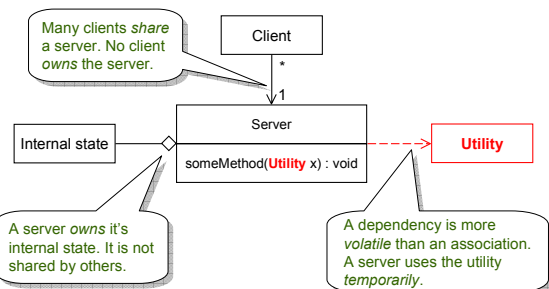 Many clients share
a server. No client
owns the server.
Client
*
1
Server
Internal state
someMethod(Utility x) : void
Utility
A server owns it's
internal state. It is not
shared by others.
A dependency is more
volatile than an association.
A server uses the utility
temporarily.